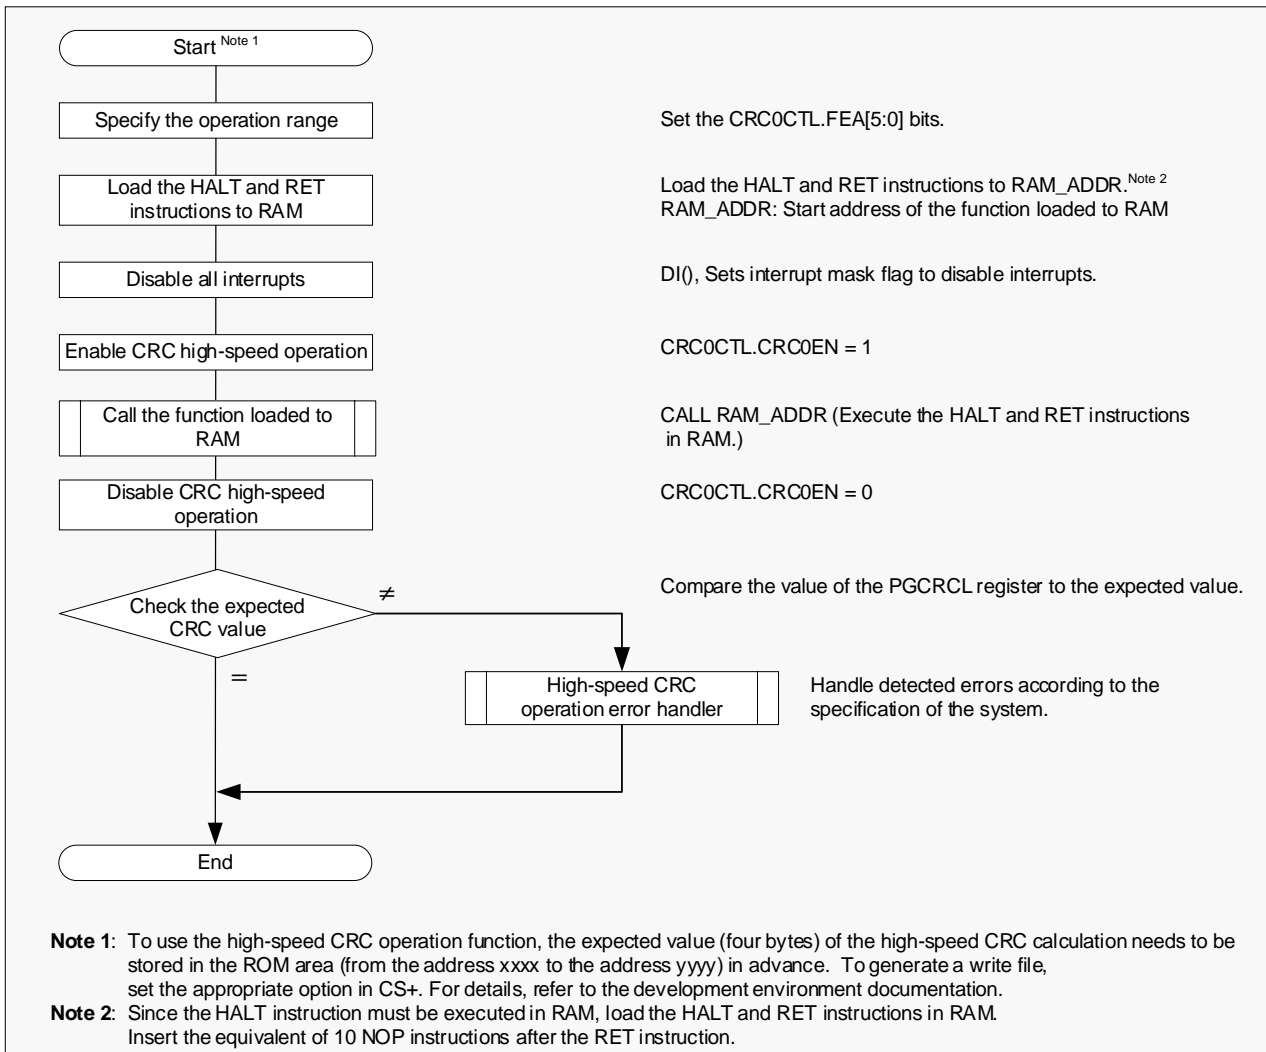 Start Note 1
Specify the operation range
Set the CRC0CTL.FEA[5:0] bits.
Load the HALT and RET
instructions to RAM
Load the HALT and RET instructions to RAM_ADDR.Note 2
RAM_ADDR: Start address of the function loaded to RAM
Disable all interrupts
DI(), Sets interrupt mask flag to disable interrupts.
Enable CRC high-speed operation
CRC0CTL.CRC0EN = 1
Call the function loaded to
RAM
CALL RAM_ADDR (Execute the HALT and RET instructions
in RAM.)
Disable CRC high-speed
operation
CRC0CTL.CRC0EN = 0
Check the expected
CRC value
≠
Compare the value of the PGCRCL register to the expected value.
=
High-speed CRC
operation error handler
Handle detected errors according to the
specification of the system.
End
Note 1: To use the high-speed CRC operation function, the expected value (four bytes) of the high-speed CRC calculation needs to be
stored in the ROM area (from the address xxxx to the address yyyy) in advance. To generate a write file,
set the appropriate option in CS+. For details, refer to the development environment documentation.
Note 2: Since the HALT instruction must be executed in RAM, load the HALT and RET instructions in RAM.
Insert the equivalent of 10 NOP instructions after the RET instruction.